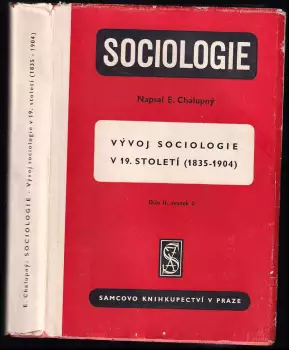 E. Chalupný: SOCIOLOGIE - Vývoj sociologie v 19. století (1835 - 1904)
SOCIOLOGIE
Napsal E. Chalupný
VÝVOJ SOCIOLOGIE
V 19. STOLETÍ (1835-1904)
Díl II, svazek 2
SAMCOVO KNIHKUPECTVÍ V PRAZE